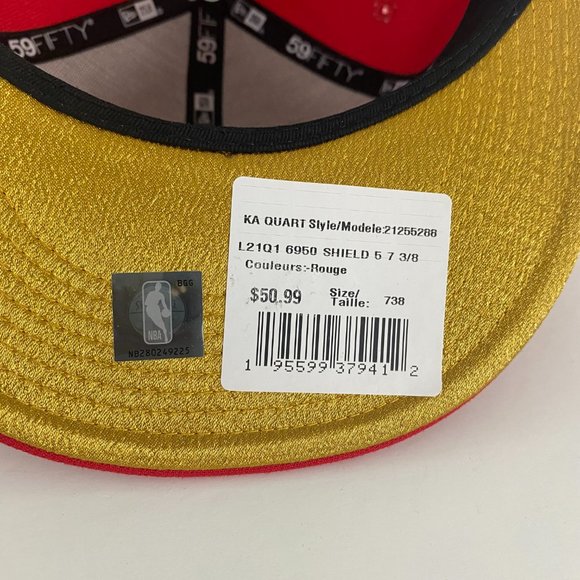 59FIFTY
59FIFTY
59FIFTY
KA QUART Style/Modele:21255288
L21Q1 6950 SHIELD 5 7 3/8
Couleurs:-Rouge
$50.99 Size/
Taille: 738
1 95599 37941 2
BGG
NBA
NB280249225